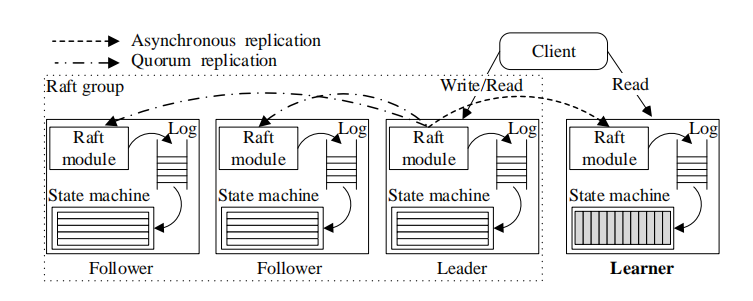 Asynchronous replication
Quorum replication
Client
Raft group
Write/Read
Read
Raft
module
Log
State machine
Follower
Raft
module
Log
State machine
Follower
Raft
module
Log
State machine
Leader
Raft
module
Log
State machine
Learner